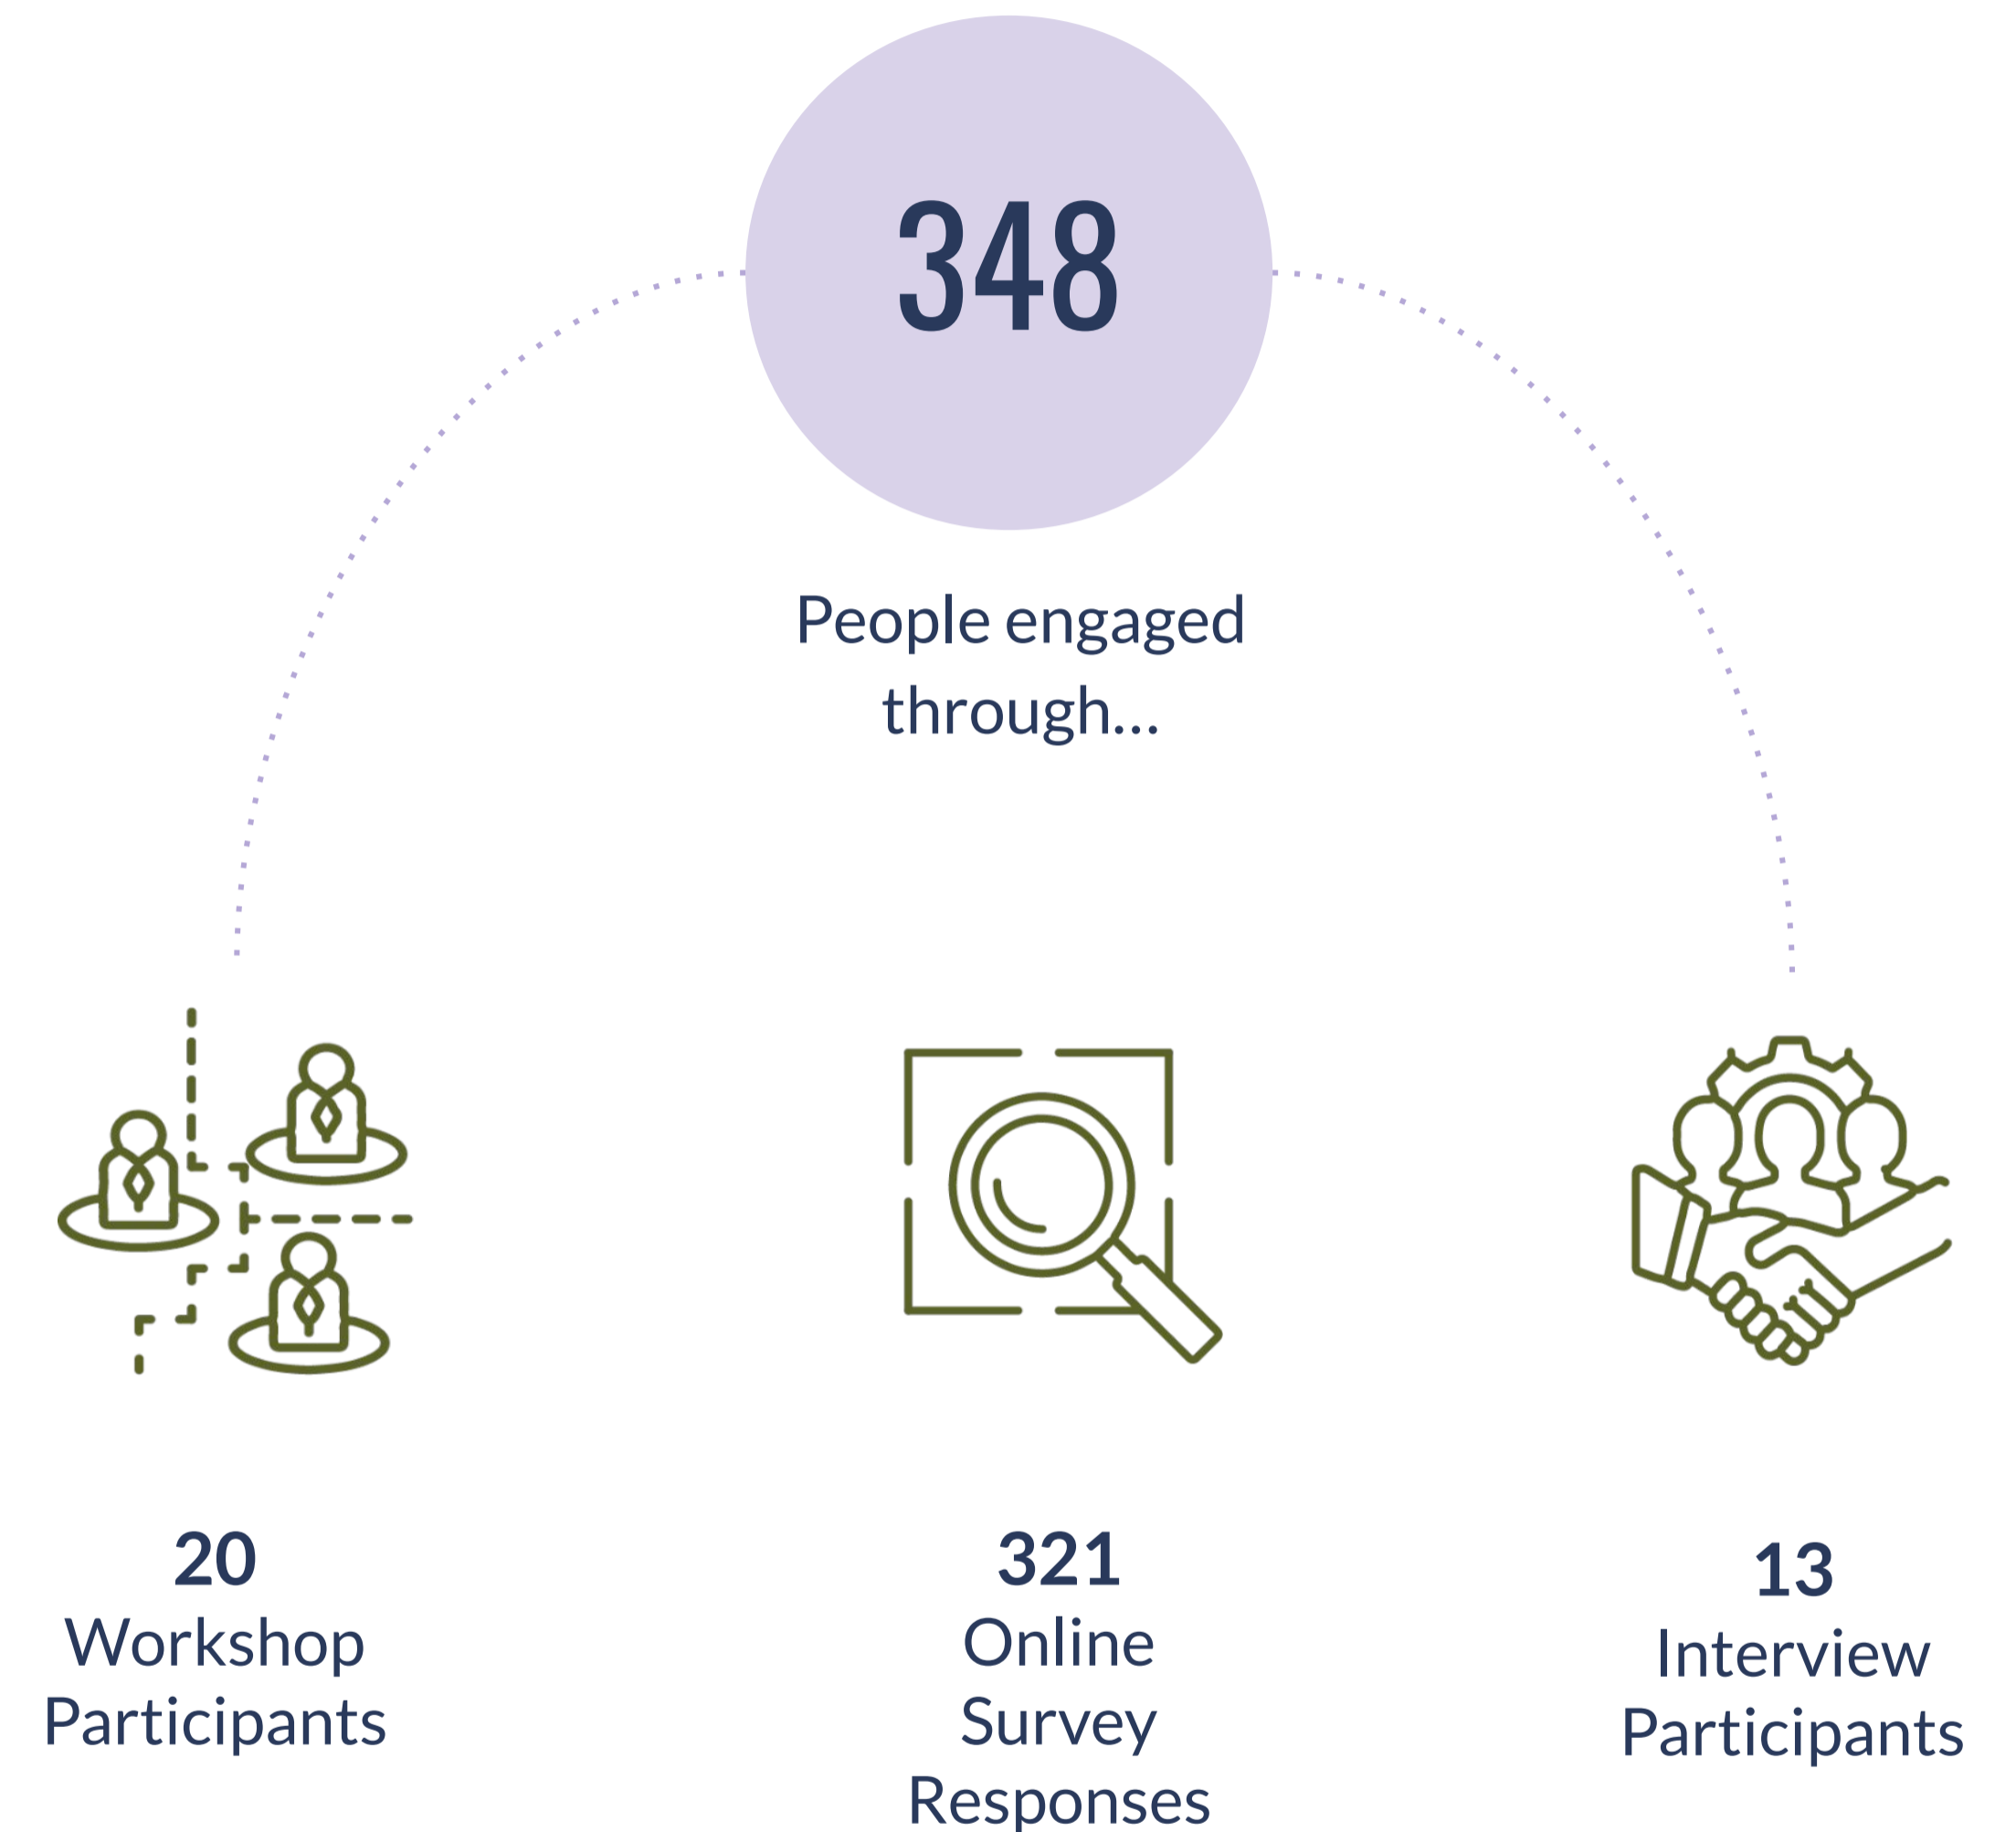 348
People engaged
through...
20
Workshop
Participants
321
Online
Survey
Responses
13
Interview
Participants